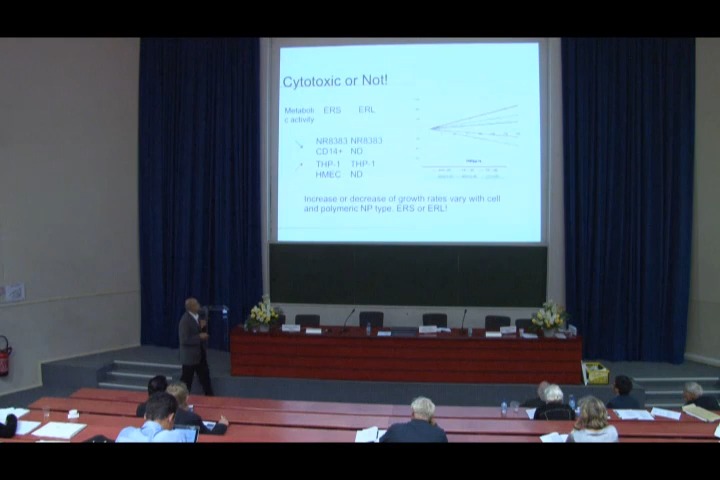 Cytotoxic or Not!
Metaboli ERS ERL
c activity
NR8383 NR8383
CD14+ ND
THP-1 THP-1
HMEC ND
Increase or decrease of growth rates vary with cell
and polymeric NP type. ERS or ERL!